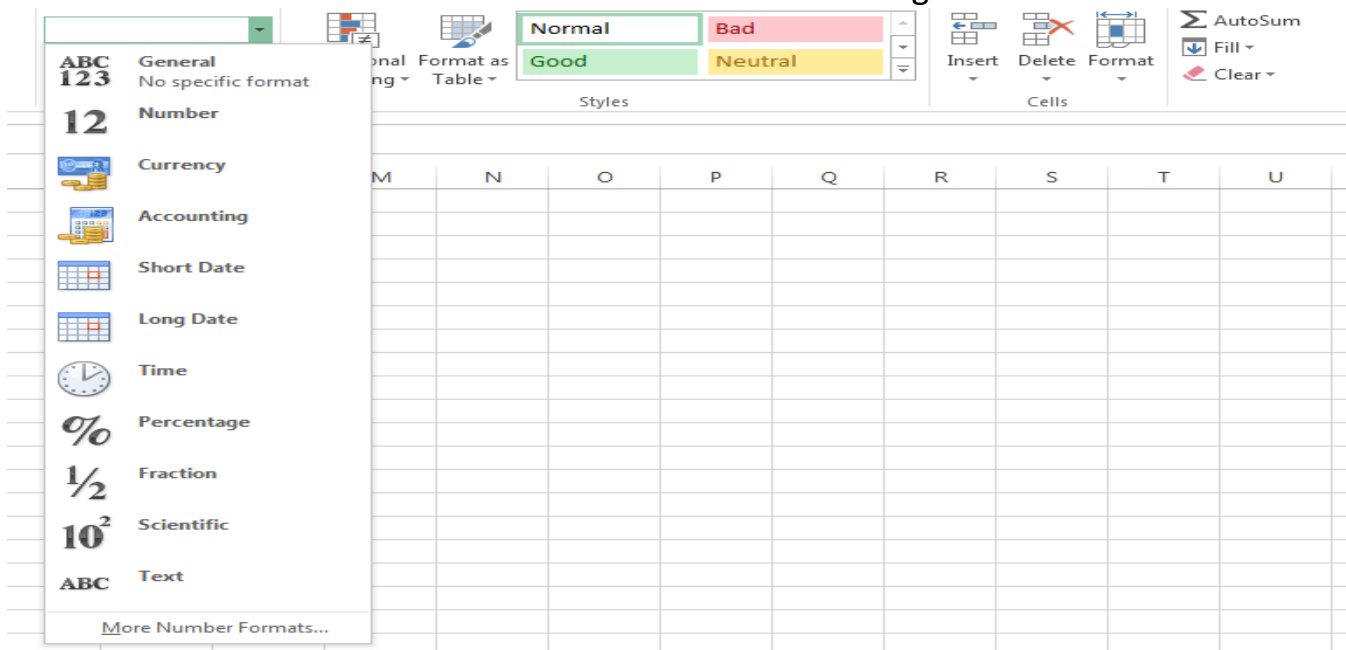 Normal
Bad
AutoSum
Fill
Format as
Table
Good
Neutral
Insert
Delete
Format
Clear
Styles
Cells
ABC
123
General
No specific format
12
Number
Currency
Accounting
Short Date
Long Date
Time
%
Percentage
1/2
Fraction
10²
Scientific
ABC
Text
More Number Formats...
M
N
O
P
Q
R
S
T
U